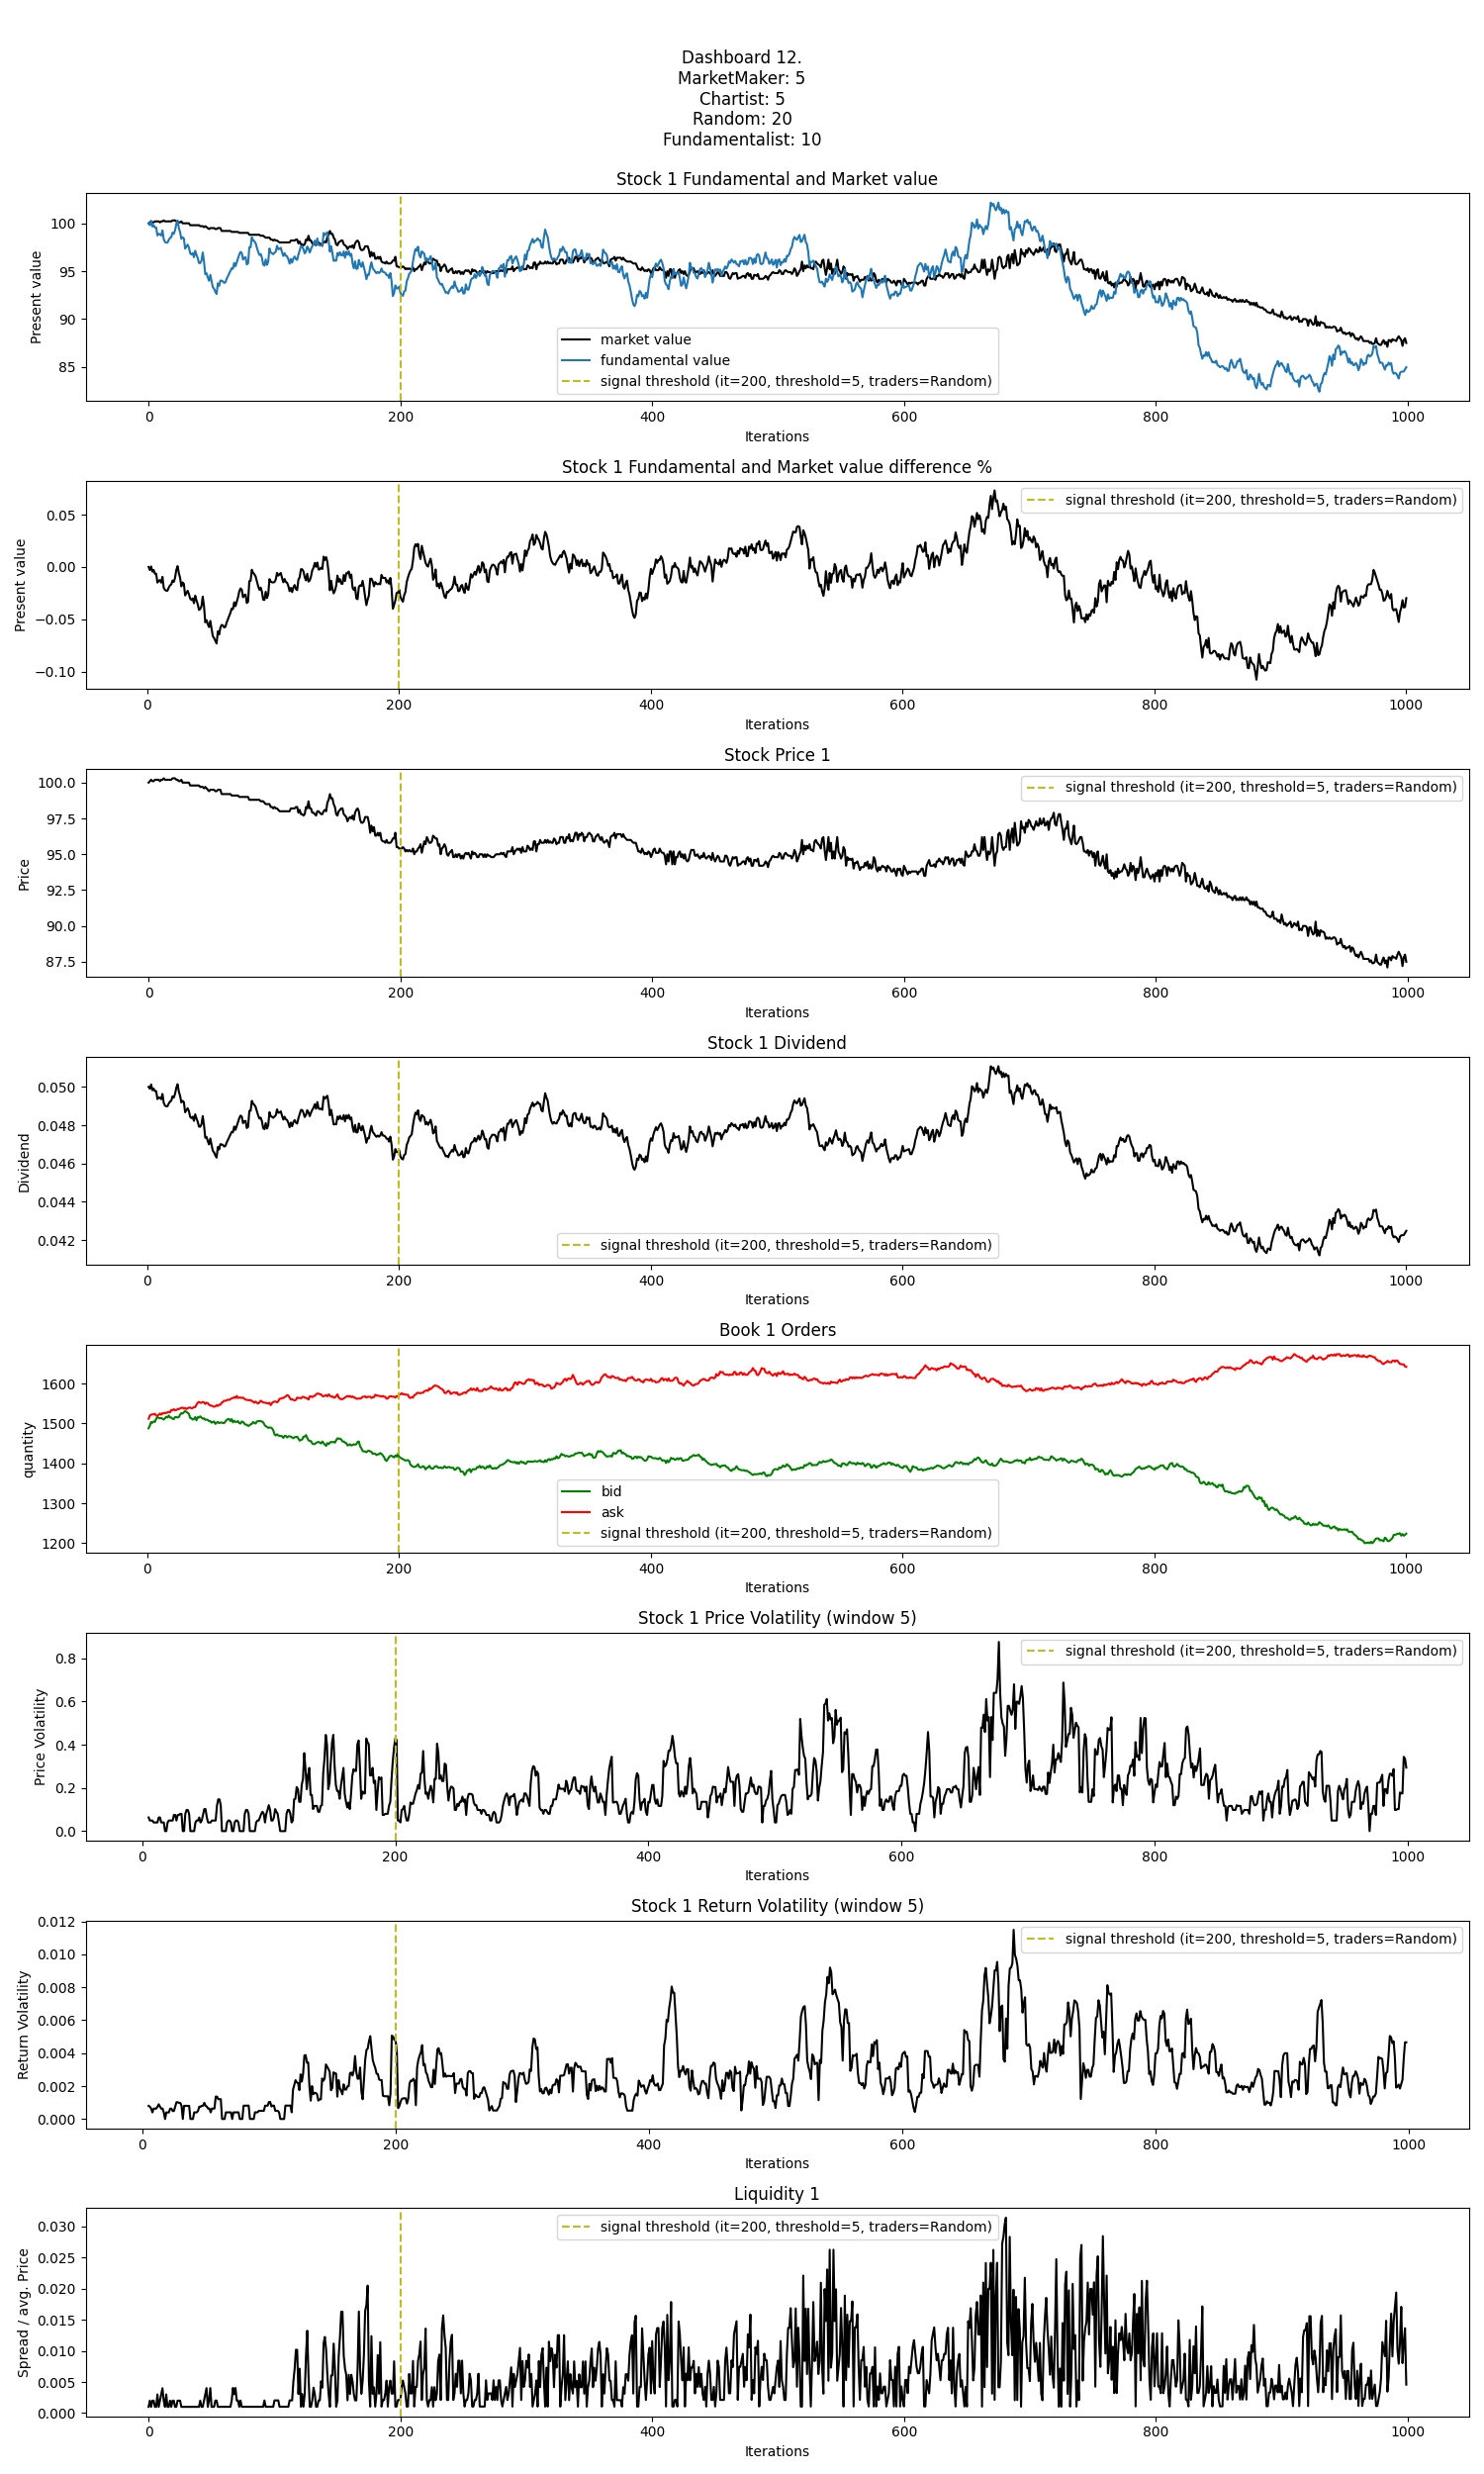 Dashboard 12.
MarketMaker: 5
Chartist: 5
Random: 20
Fundamentalist: 10
Stock 1 Fundamental and Market value
Present value
100
95
90
85
market value
fundamental value
signal threshold (it=200, threshold=5, traders=Random)
0 200 400 600 800 1000
Iterations
Stock 1 Fundamental and Market value difference %
Present value
0.05
0.00
−0.05
−0.10
signal threshold (it=200, threshold=5, traders=Random)
0 200 400 600 800 1000
Iterations
Stock Price 1
Price
100.0
97.5
95.0
92.5
90.0
87.5
signal threshold (it=200, threshold=5, traders=Random)
0 200 400 600 800 1000
Iterations
Stock 1 Dividend
Dividend
0.050
0.048
0.046
0.044
0.042
signal threshold (it=200, threshold=5, traders=Random)
0 200 400 600 800 1000
Iterations
Book 1 Orders
quantity
1600
1500
1400
1300
1200
bid
ask
signal threshold (it=200, threshold=5, traders=Random)
0 200 400 600 800 1000
Iterations
Stock 1 Price Volatility (window 5)
Price Volatility
0.8
0.6
0.4
0.2
0.0
signal threshold (it=200, threshold=5, traders=Random)
0 200 400 600 800 1000
Iterations
Stock 1 Return Volatility (window 5)
Return Volatility
0.012
0.010
0.008
0.006
0.004
0.002
0.000
signal threshold (it=200, threshold=5, traders=Random)
0 200 400 600 800 1000
Iterations
Liquidity 1
Spread / avg. Price
0.030
0.025
0.020
0.015
0.010
0.005
0.000
signal threshold (it=200, threshold=5, traders=Random)
0 200 400 600 800 1000
Iterations